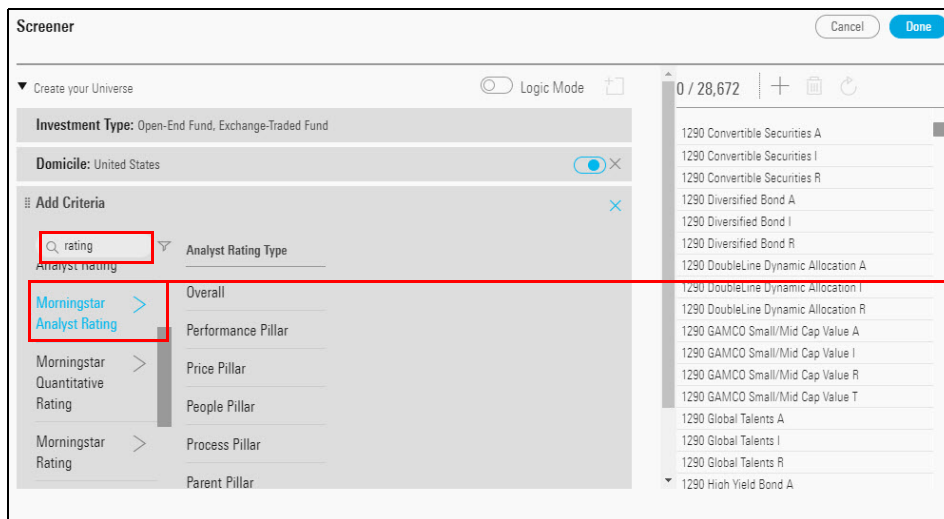 Screener
Cancel
Done
Create your Universe
Logic Mode
0 / 28,672
Investment Type: Open-End Fund, Exchange-Traded Fund
Domicile: United States
Add Criteria
rating
Analyst Rating
Morningstar
Analyst Rating
Morningstar
Quantitative
Rating
Morningstar
Rating
Analyst Rating Type
Overall
Performance Pillar
Price Pillar
People Pillar
Process Pillar
Parent Pillar
1290 Convertible Securities A
1290 Convertible Securities I
1290 Convertible Securities R
1290 Diversified Bond A
1290 Diversified Bond I
1290 Diversified Bond R
1290 DoubleLine Dynamic Allocation A
1290 DoubleLine Dynamic Allocation I
1290 DoubleLine Dynamic Allocation R
1290 GAMCO Small/Mid Cap Value A
1290 GAMCO Small/Mid Cap Value I
1290 GAMCO Small/Mid Cap Value R
1290 GAMCO Small/Mid Cap Value T
1290 Global Talents A
1290 Global Talents I
1290 Global Talents R
1290 High Yield Bond A